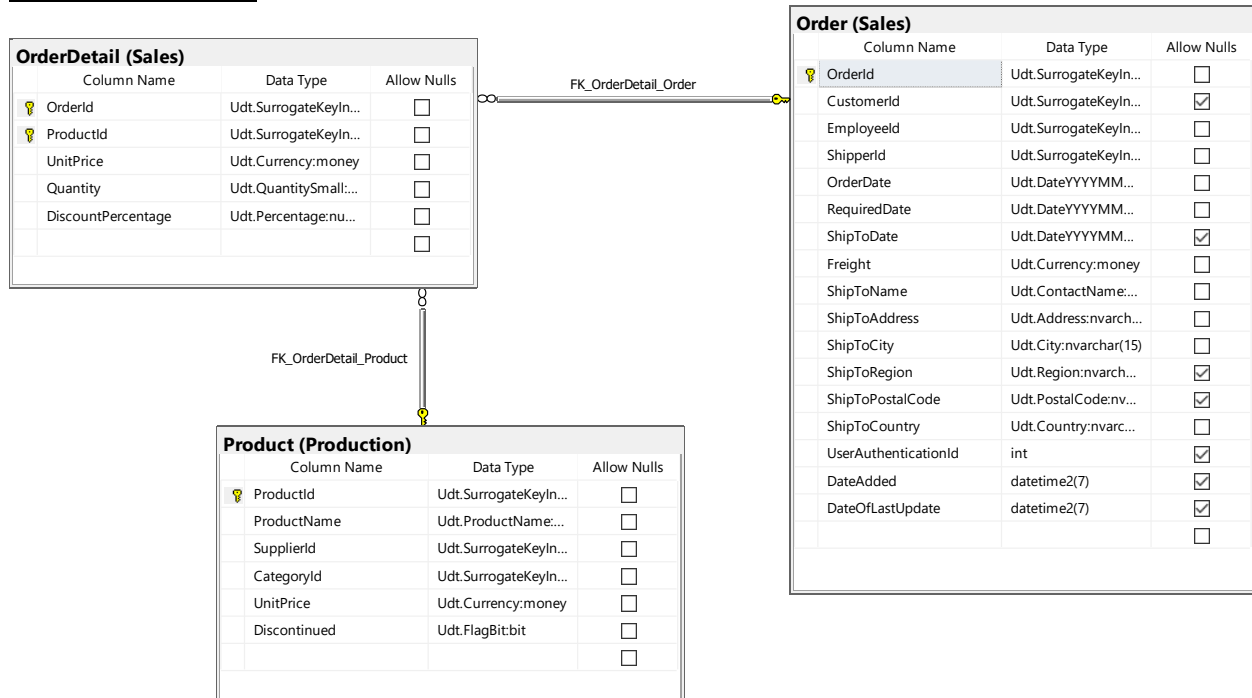 OrderDetail (Sales)
Column Name Data Type Allow Nulls
OrderId Udt.SurrogateKeyIn...
ProductId Udt.SurrogateKeyIn...
UnitPrice Udt.Currency:money
Quantity Udt.QuantitySmall:...
DiscountPercentage Udt.Percentage:nu...
FK_OrderDetail_Order
Order (Sales)
Column Name Data Type Allow Nulls
OrderId Udt.SurrogateKeyIn...
CustomerId Udt.SurrogateKeyIn...
EmployeeId Udt.SurrogateKeyIn...
ShipperId Udt.SurrogateKeyIn...
OrderDate Udt.DateYYYYMM...
RequiredDate Udt.DateYYYYMM...
ShipToDate Udt.DateYYYYMM...
Freight Udt.Currency:money
ShipToName Udt.ContactName:...
ShipToAddress Udt.Address:nvarch...
ShipToCity Udt.City:nvarchar(15)
ShipToRegion Udt.Region:nvarch...
ShipToPostalCode Udt.PostalCode:nv...
ShipToCountry Udt.Country:nvarc...
UserAuthenticationId int
DateAdded datetime2(7)
DateOfLastUpdate datetime2(7)
FK_OrderDetail_Product
Product (Production)
Column Name Data Type Allow Nulls
ProductId Udt.SurrogateKeyIn...
ProductName Udt.ProductName:...
SupplierId Udt.SurrogateKeyIn...
CategoryId Udt.SurrogateKeyIn...
UnitPrice Udt.Currency:money
Discontinued Udt.FlagBit:bit